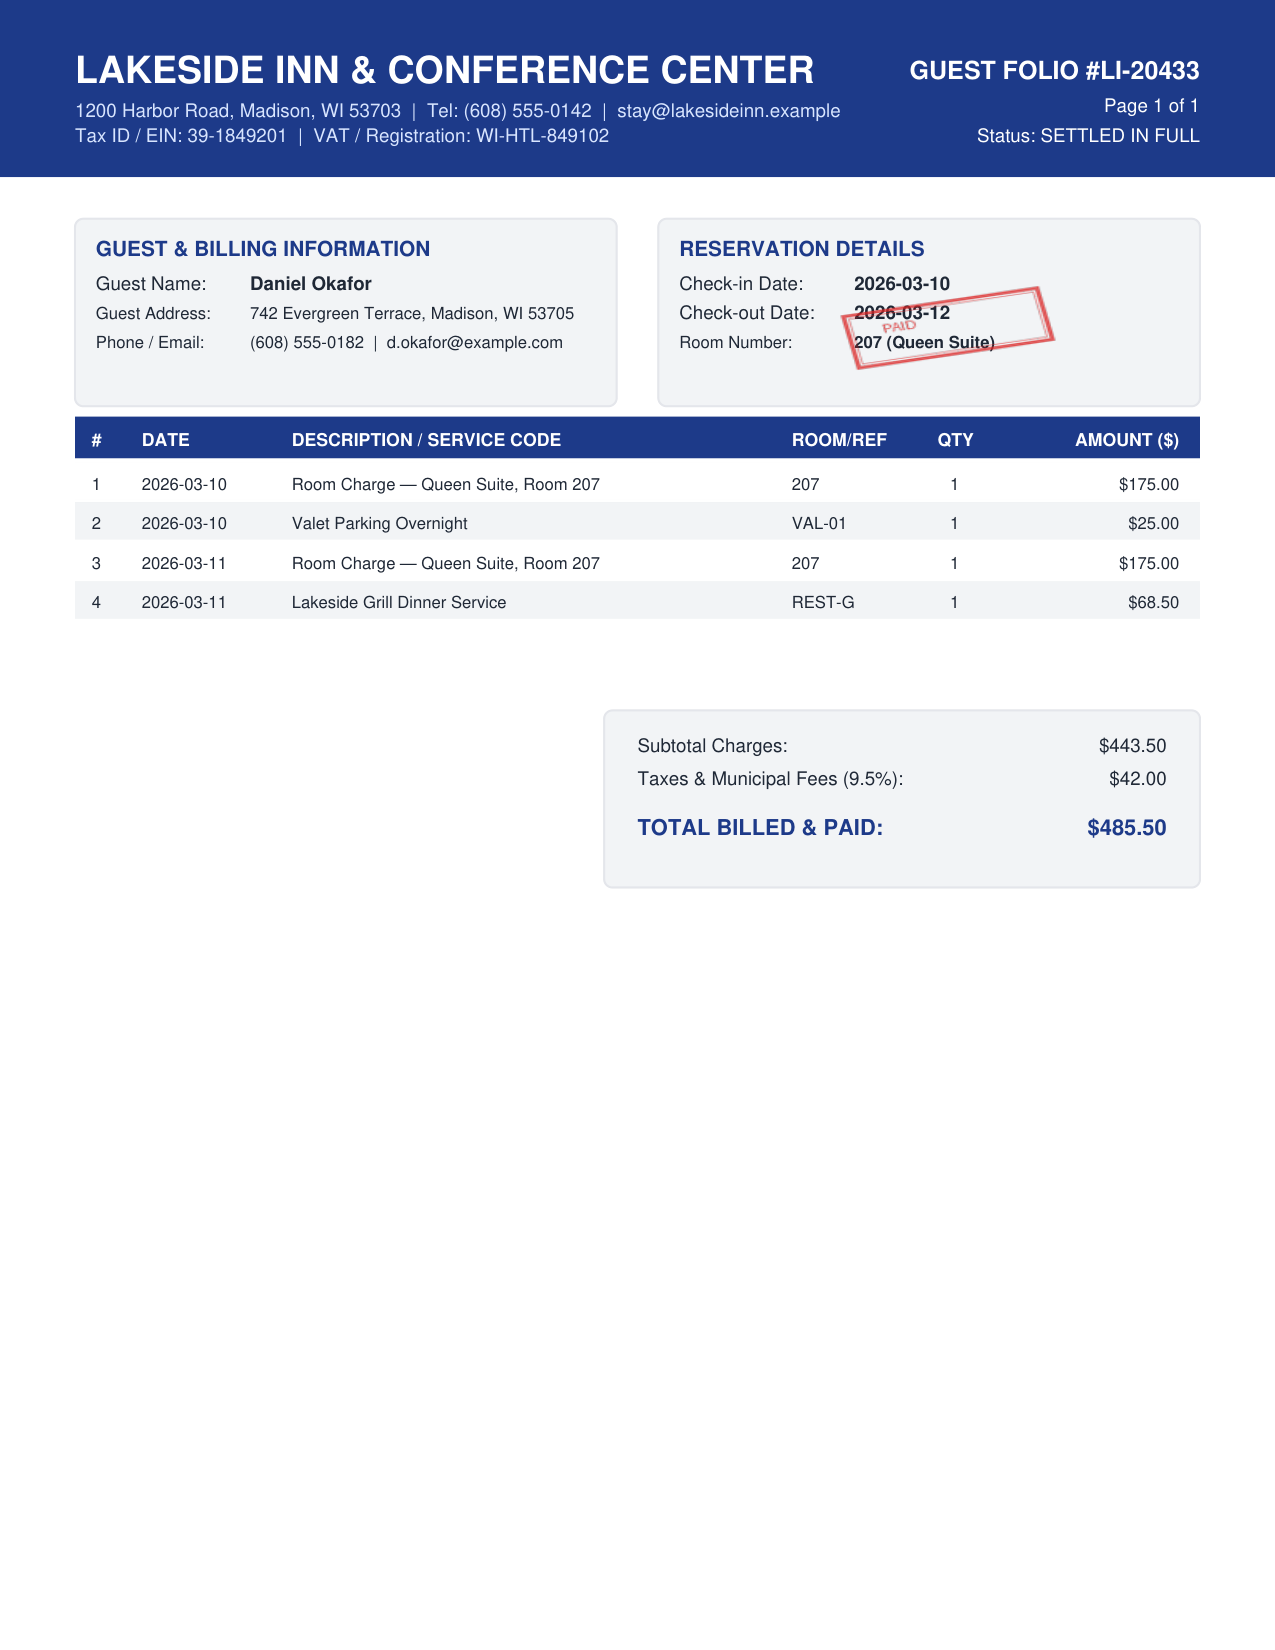 LAKESIDE INN & CONFERENCE CENTER
1200 Harbor Road, Madison, WI 53703 | Tel: (608) 555-0142 | stay@lakesideinn.example
Tax ID / EIN: 39-1849201 | VAT / Registration: WI-HTL-849102
GUEST FOLIO #LI-20433
Page 1 of 1
Status: SETTLED IN FULL
GUEST & BILLING INFORMATION
Guest Name: Daniel Okafor
Guest Address: 742 Evergreen Terrace, Madison, WI 53705
Phone / Email: (608) 555-0182 | d.okafor@example.com
RESERVATION DETAILS
Check-in Date: 2026-03-10
Check-out Date: 2026-03-12
PAID
Room Number: 207 (Queen Suite)
# DATE DESCRIPTION / SERVICE CODE ROOM/REF QTY AMOUNT ($)
1 2026-03-10 Room Charge — Queen Suite, Room 207 207 1 $175.00
2 2026-03-10 Valet Parking Overnight VAL-01 1 $25.00
3 2026-03-11 Room Charge — Queen Suite, Room 207 207 1 $175.00
4 2026-03-11 Lakeside Grill Dinner Service REST-G 1 $68.50
Subtotal Charges: $443.50
Taxes & Municipal Fees (9.5%): $42.00
TOTAL BILLED & PAID: $485.50